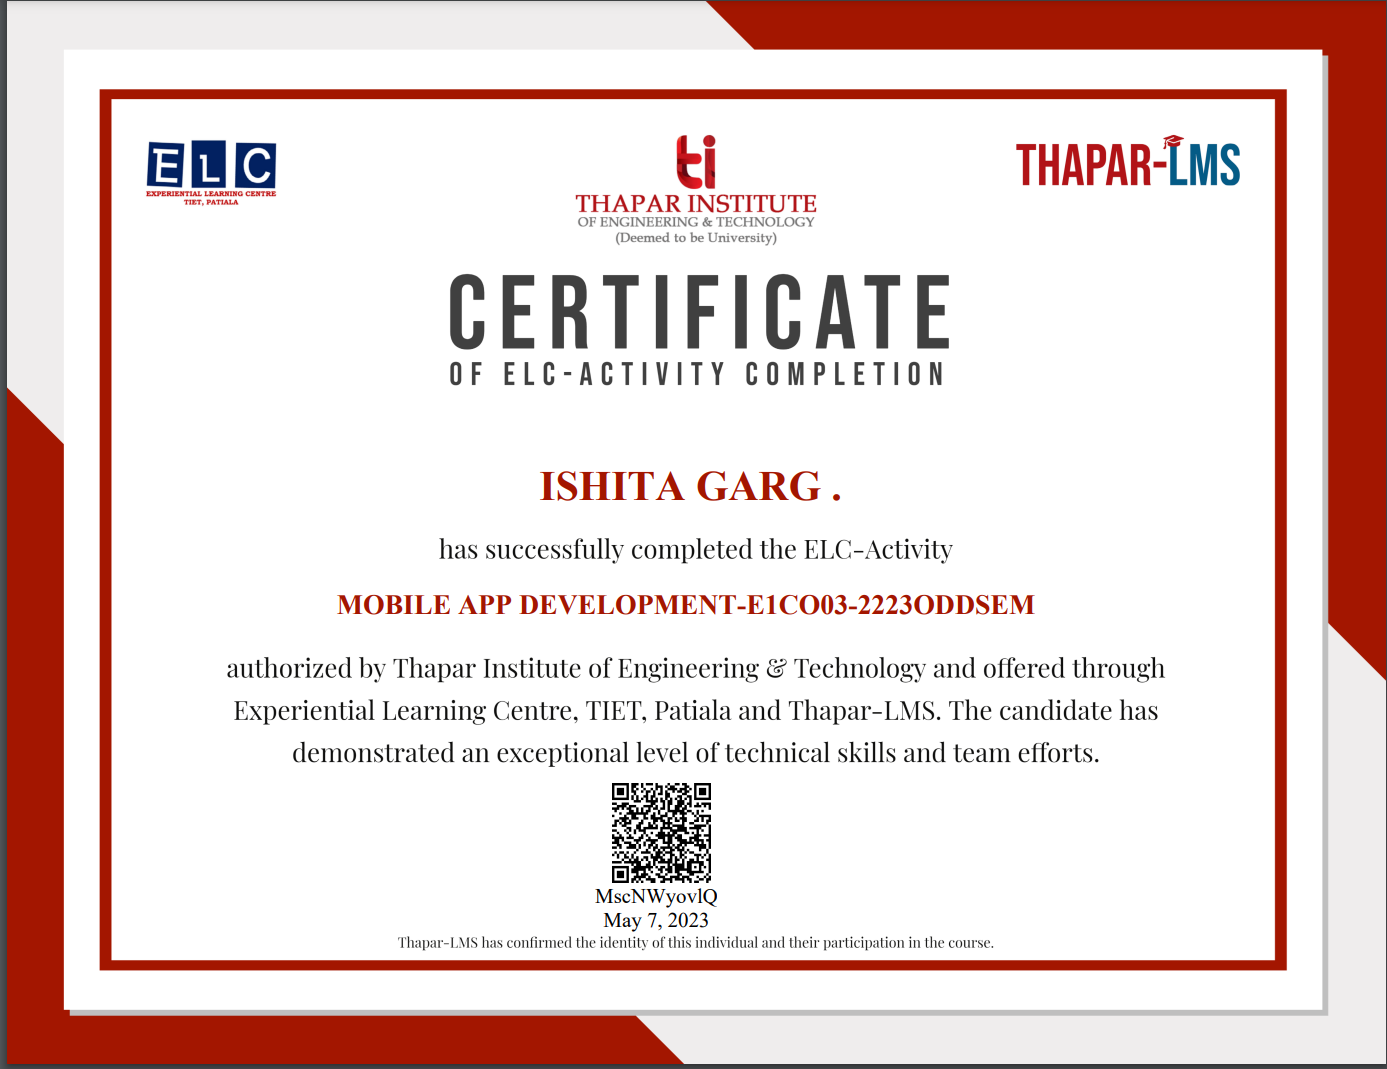 ELC
EXPERIENTIAL LEARNING CENTRE
TIET, PATIALA
ti
THAPAR INSTITUTE
OF ENGINEERING & TECHNOLOGY
(Deemed to be University)
THAPAR-LMS
CERTIFICATE
OF ELC-ACTIVITY COMPLETION
ISHITA GARG .
has successfully completed the ELC-Activity
MOBILE APP DEVELOPMENT-E1CO03-2223ODDSEM
authorized by Thapar Institute of Engineering & Technology and offered through
Experiential Learning Centre, TIET, Patiala and Thapar-LMS. The candidate has
demonstrated an exceptional level of technical skills and team efforts.
MscNWyovlQ
May 7, 2023
Thapar-LMS has confirmed the identity of this individual and their participation in the course.